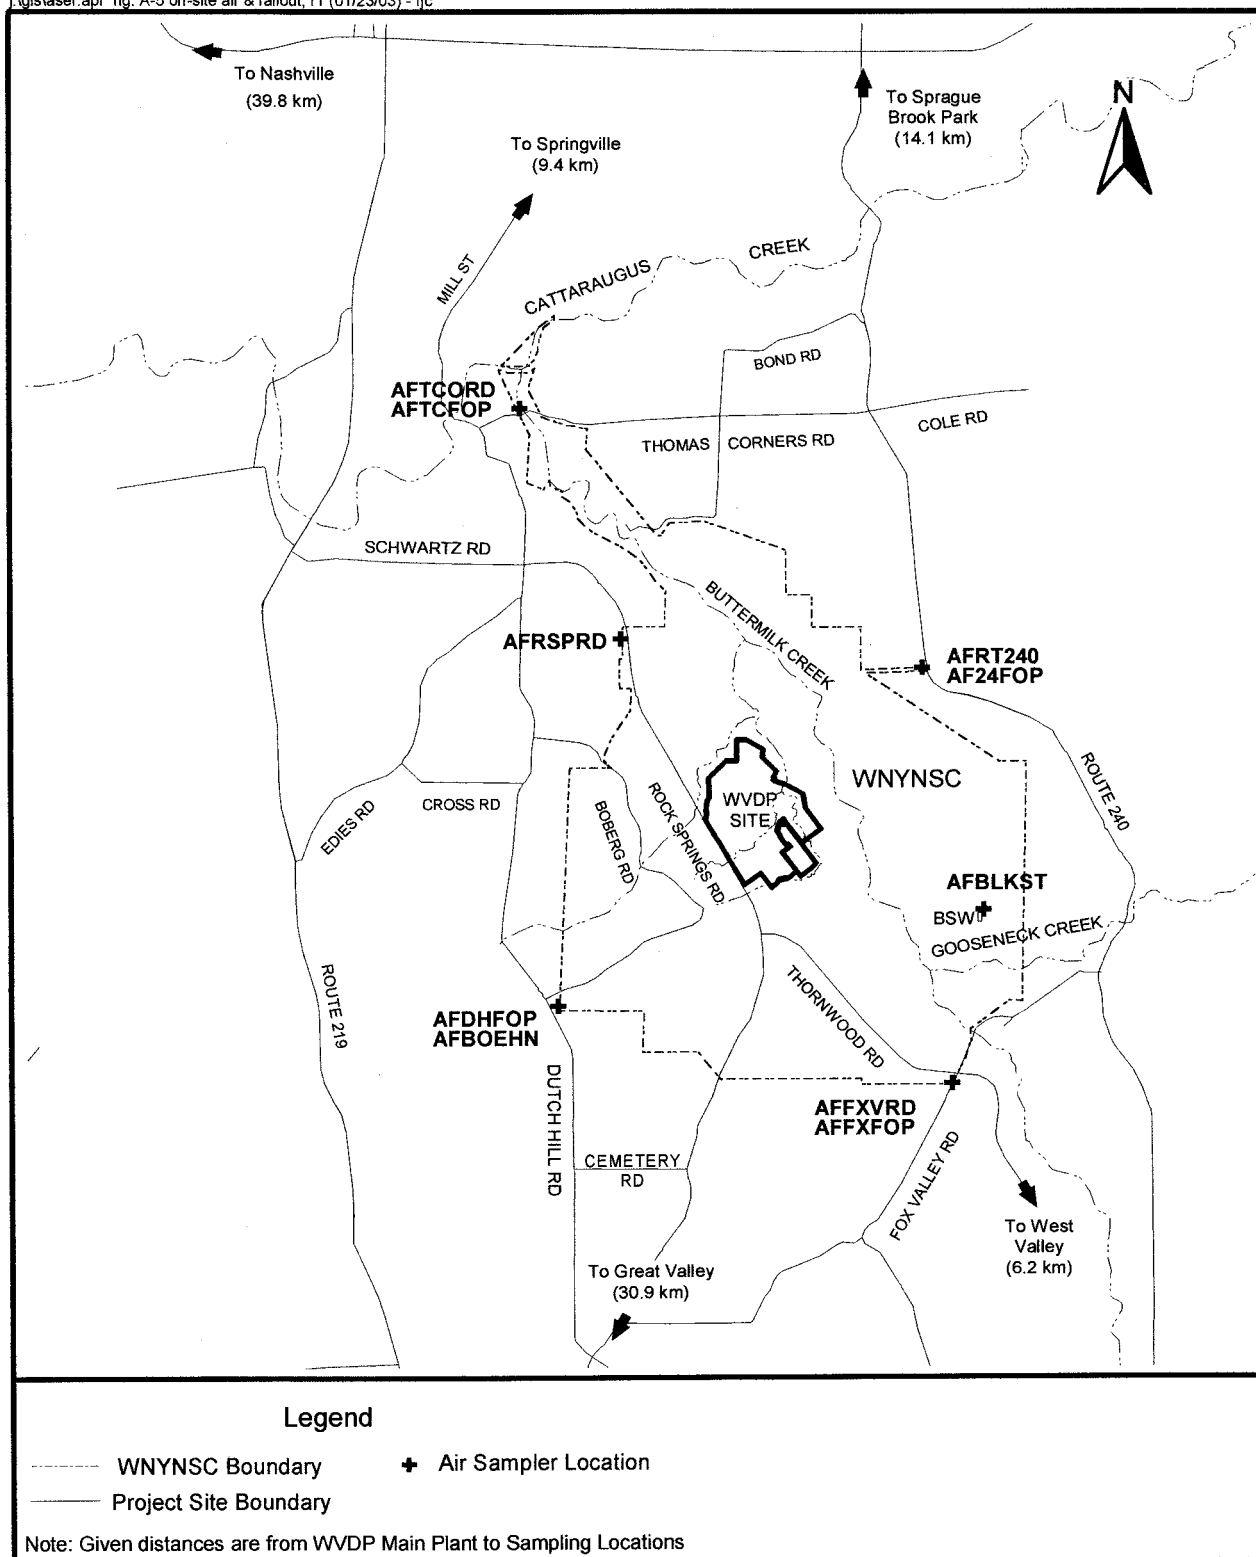 To Nashville
(39.8 km)
To Sprague
Brook Park
(14.1 km)
N
To Springville
(9.4 km)
MILL ST
CATTARAUGUS CREEK
BOND RD
AFTCORD
AFTCFOP
COLE RD
THOMAS CORNERS RD
SCHWARTZ RD
BUTTERMILK CREEK
AFRSPRD
AFRT240
AF24FOP
WNYNSC
WVDP
SITE
ROUTE 240
EDIES RD
CROSS RD
BOBERG RD
ROCK SPRINGS RD
AFBLKST
BSW
GOOSENECK CREEK
ROUTE 219
THORNWOOD RD
AFDHFOP
AFBOEHN
DUTCH HILL RD
AFFXVRD
AFFXFOP
CEMETERY
RD
FOX VALLEY RD
To West
Valley
(6.2 km)
To Great Valley
(30.9 km)
Legend
WNYNSC Boundary
Air Sampler Location
Project Site Boundary
Note: Given distances are from WVDP Main Plant to Sampling Locations